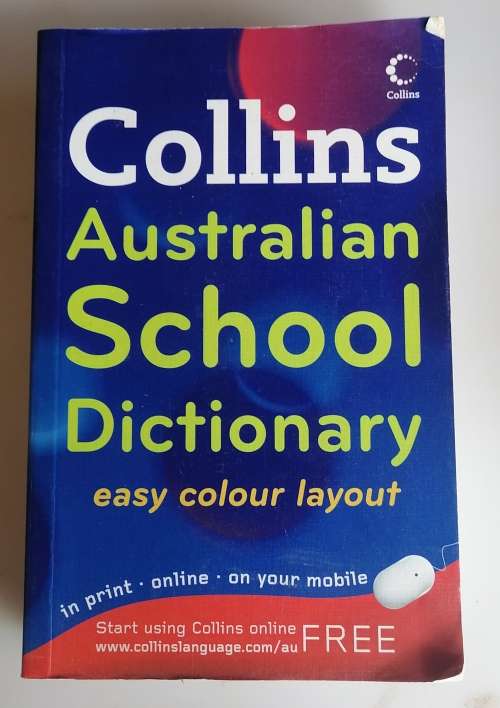 Collins
Collins
Australian
School
Dictionary
easy colour layout
in print · online · on your mobile
Start using Collins online FREE
www.collinslanguage.com/au